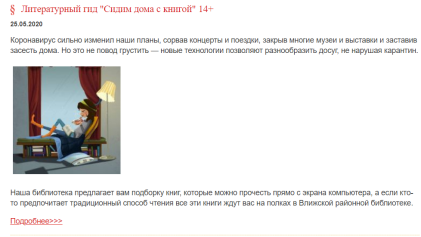 § Литературный гид "Сидим дома с книгой" 14+
25.05.2020
Коронавирус сильно изменил наши планы, сорвав концерты и поездки, закрыв многие музеи и выставки и заставив
засесть дома. Но это не повод грустить — новые технологии позволяют разнообразить досуг, не нарушая карантин.
Наша библиотека предлагает вам подборку книг, которые можно прочесть прямо с экрана компьютера, а если кто-
то предпочитает традиционный способ чтения все эти книги ждут вас на полках в Влижской районной библиотеке.
Подробнее>>>